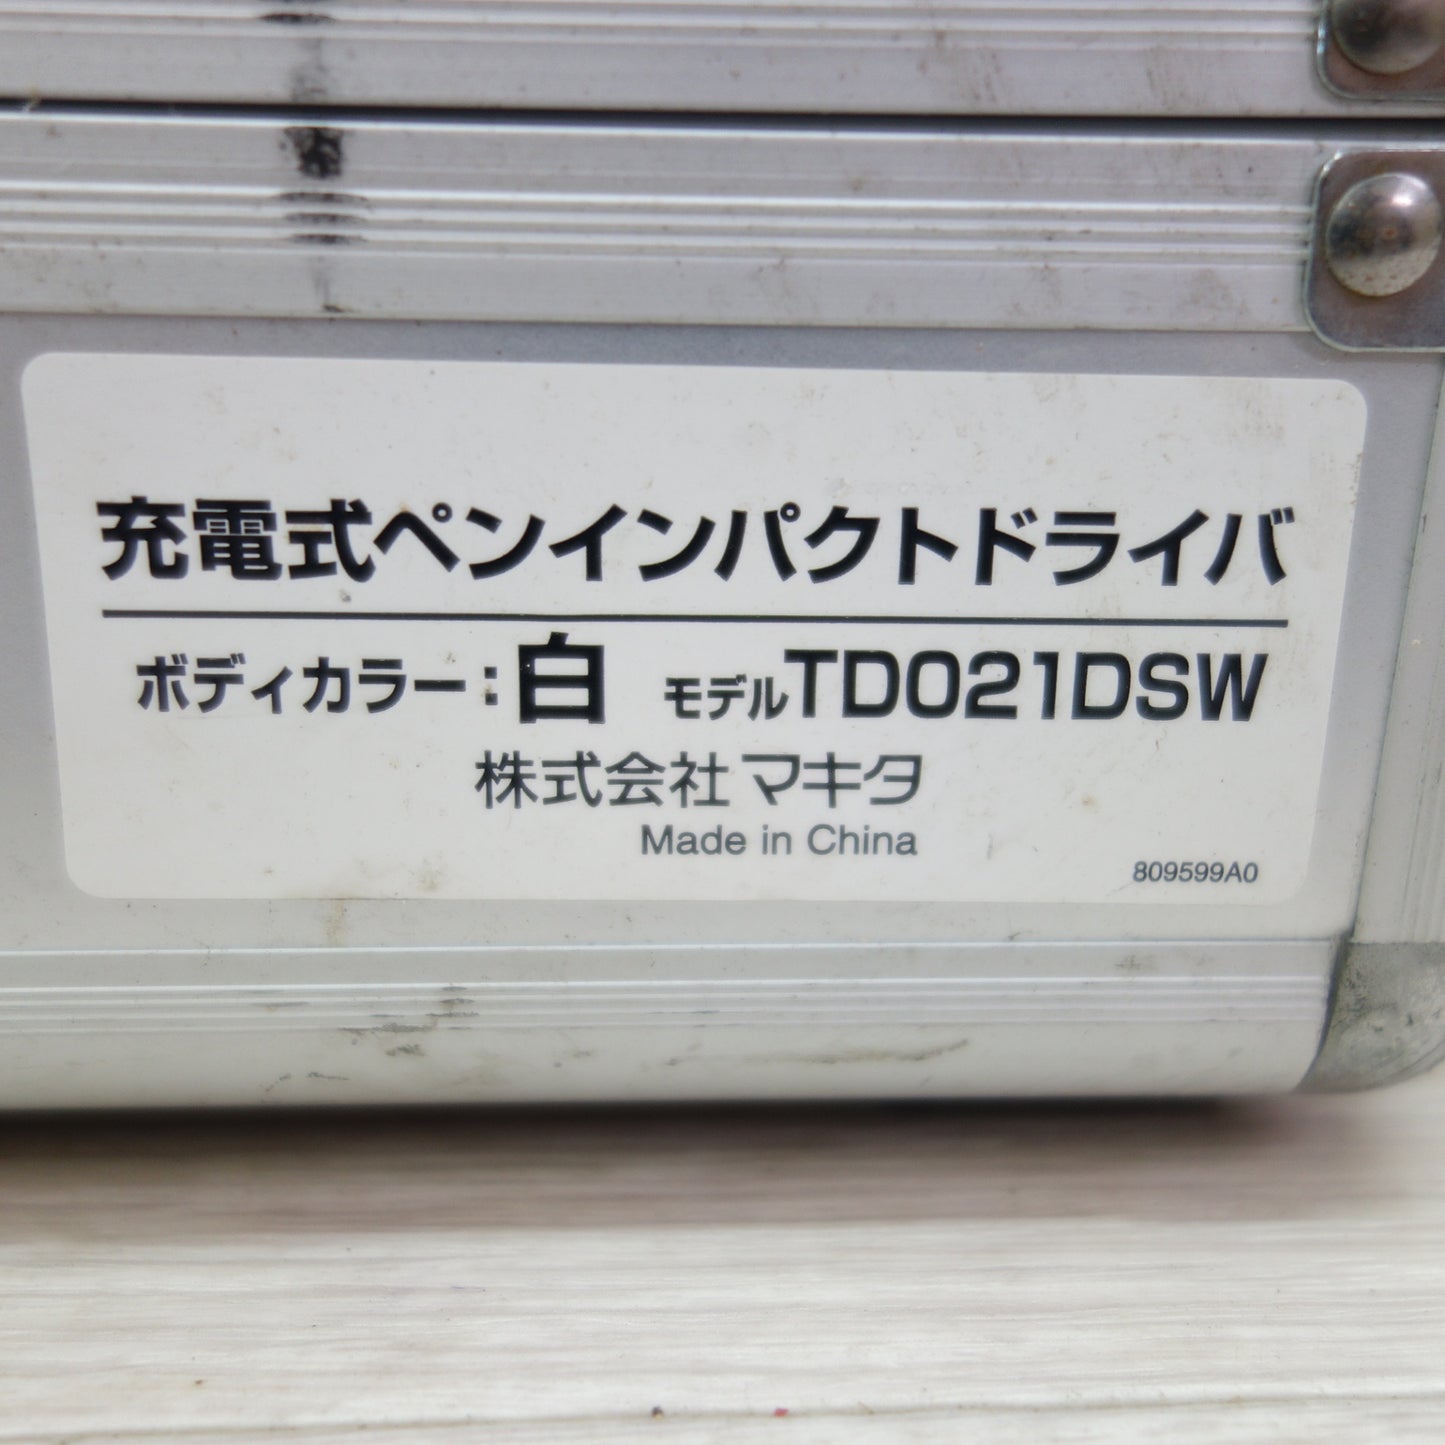 充電式ペンインパクトドライバ
ボディカラー：白 モデルTD021DSW
株式会社マキタ
Made in China
809599A0